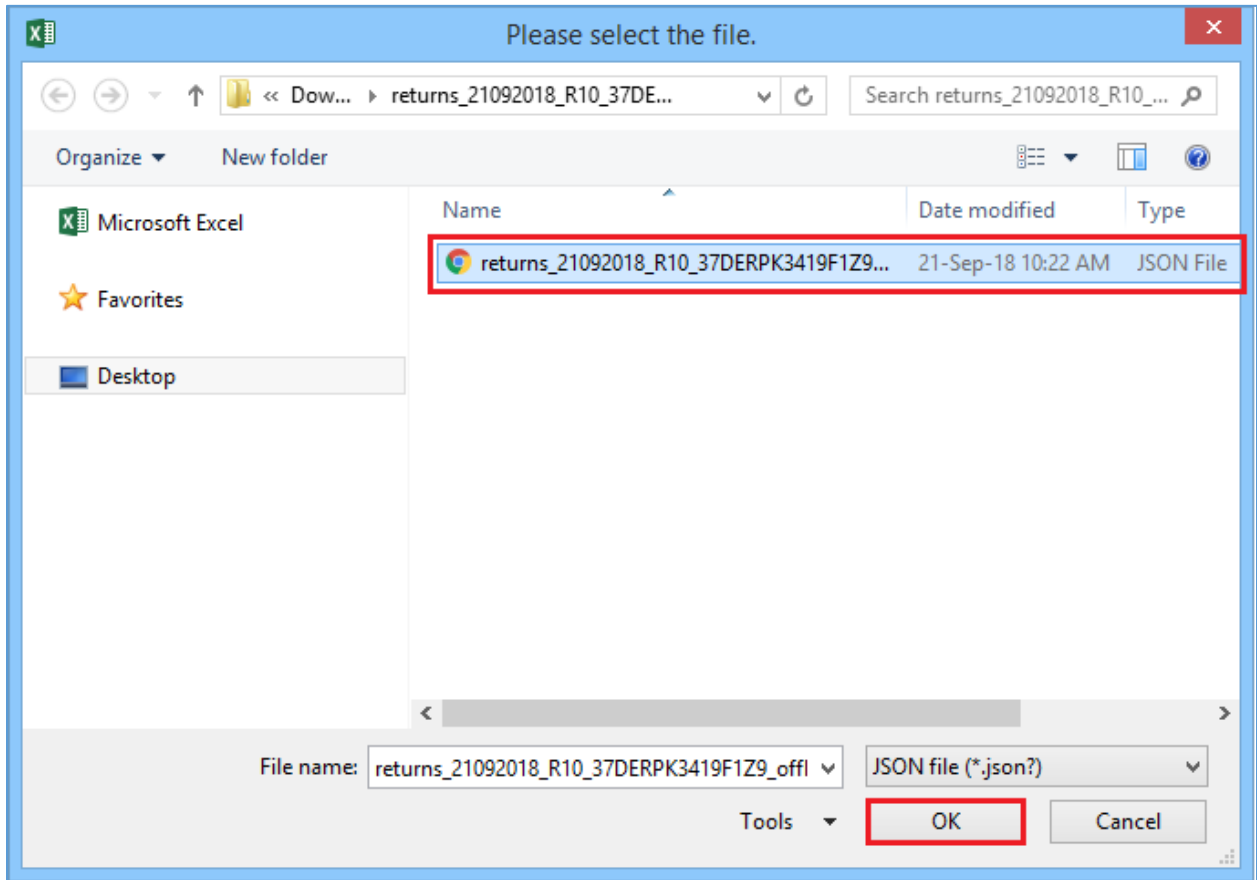 Please select the file.
« Dow... returns_21092018_R10_37DE... Search returns_21092018_R10_...
Organize New folder
Microsoft Excel
Favorites
Desktop
Name Date modified Type
returns_21092018_R10_37DERPK3419F1Z9... 21-Sep-18 10:22 AM JSON File
File name: returns_21092018_R10_37DERPK3419F1Z9_offl JSON file (*.json?)
Tools OK Cancel